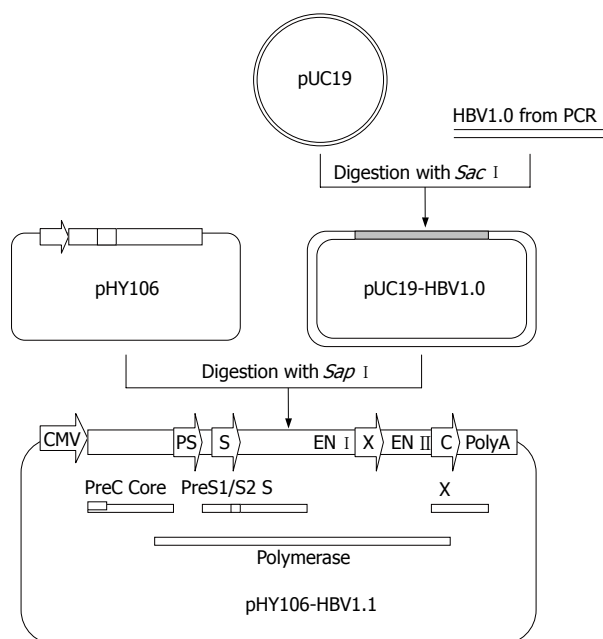 pUC19
HBV1.0 from PCR
Digestion with Sac Ⅰ
pHY106
pUC19-HBV1.0
Digestion with Sap Ⅰ
CMV PS S EN Ⅰ X EN Ⅱ C PolyA
PreC Core PreS1/S2 S X
Polymerase
pHY106-HBV1.1